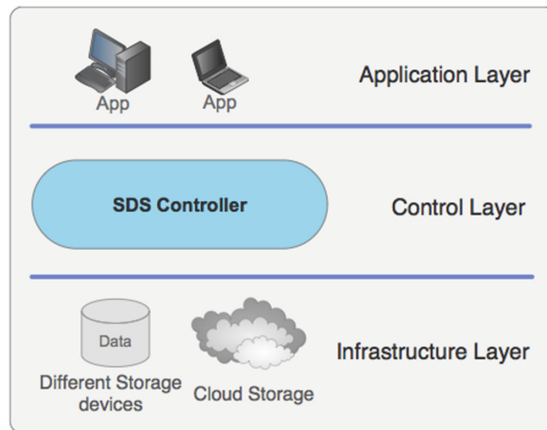 App
App
Application Layer
SDS Controller
Control Layer
Data
Different Storage
devices
Cloud Storage
Infrastructure Layer